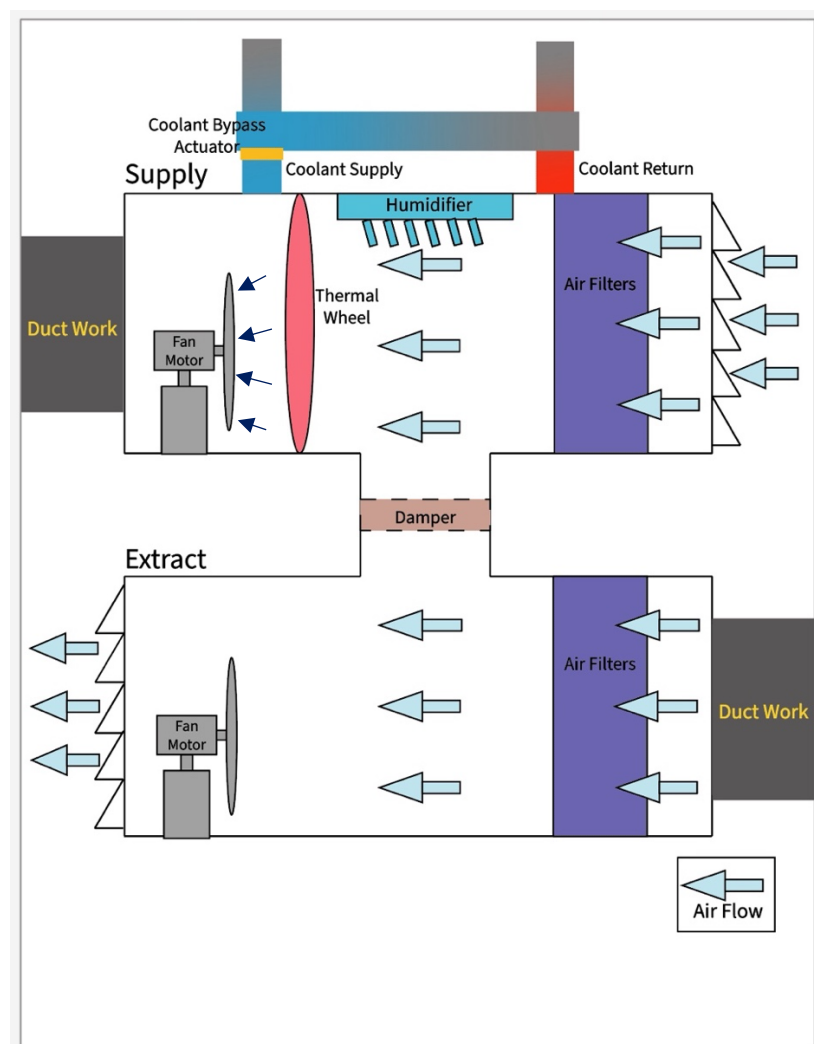 Coolant Bypass
Actuator
Supply
Coolant Supply
Coolant Return
Humidifier
Air Filters
Thermal
Wheel
Duct Work
Fan
Motor
Damper
Extract
Air Filters
Duct Work
Fan
Motor
Air Flow